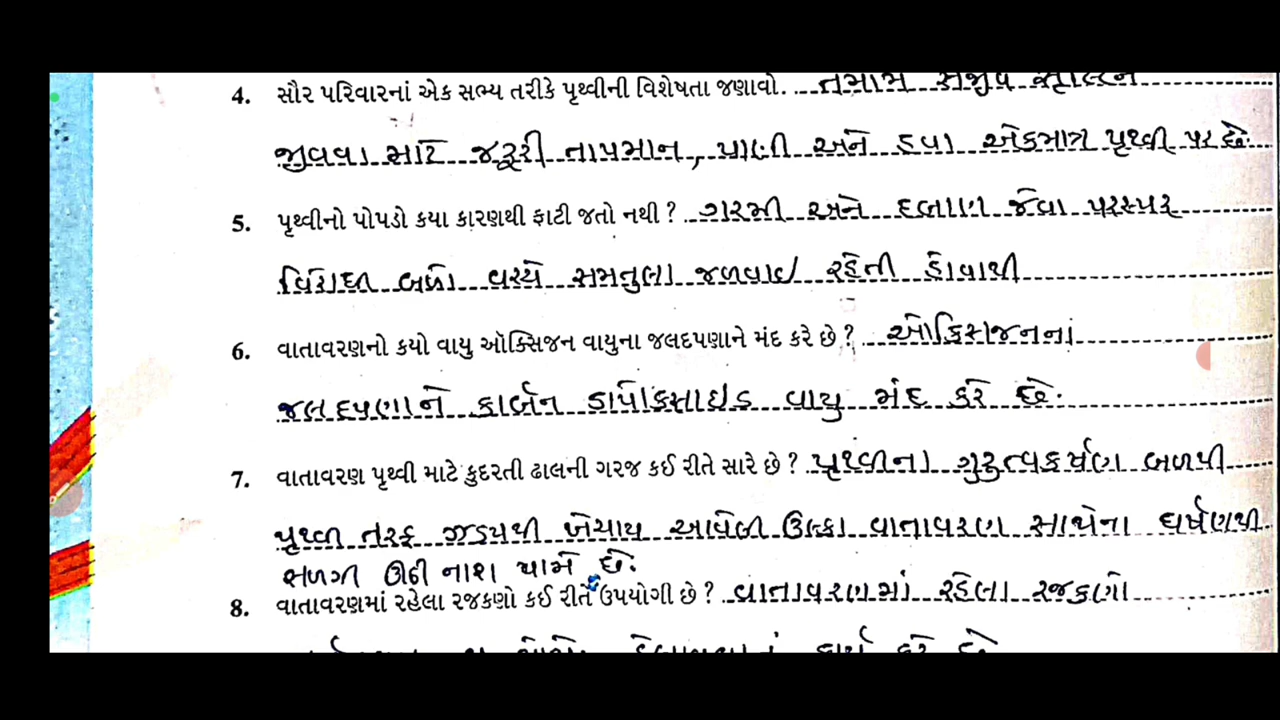 4. સૌર પરિવારનાં એક સભ્ય તરીકે પૃથ્વીની વિશેષતા જણાવો. તમામ સજીવ સૃષ્ટિને
જીવવા માટે જરૂરી તાપમાન, પાણી અને હવા એકમાત્ર પૃથ્વી પર છે.
5. પૃથ્વીનો પોપડો કયા કારણથી ફાટી જતો નથી ? ગરમી અને દબાણ જેવા પરસ્પર
વિરોધી બળો વચ્ચે સમતુલા જળવાઇ રહેતી હોવાથી
6. વાતાવરણનો કયો વાયુ ઑક્સિજન વાયુના જલદપણાને મંદ કરે છે ? ઓક્સિજનનાં
જલદપણાને કાર્બન ડાયોક્સાઇડ વાયુ મંદ કરે છે.
7. વાતાવરણ પૃથ્વી માટે કુદરતી ઢાલની ગરજ કઈ રીતે સારે છે ? પૃથ્વીના ગુરુત્વાકર્ષણ બળથી
પૃથ્વી તરફ ઝડપથી ખેંચાય આવેલી ઉલ્કા વાતાવરણ સાથેના ઘર્ષણથી
સળગી ઊઠી નાશ પામે છે.
8. વાતાવરણમાં રહેલા રજકણો કઈ રીતે ઉપયોગી છે ? વાતાવરણમાં રહેલા રજકણો
કાર્ય કરે છે